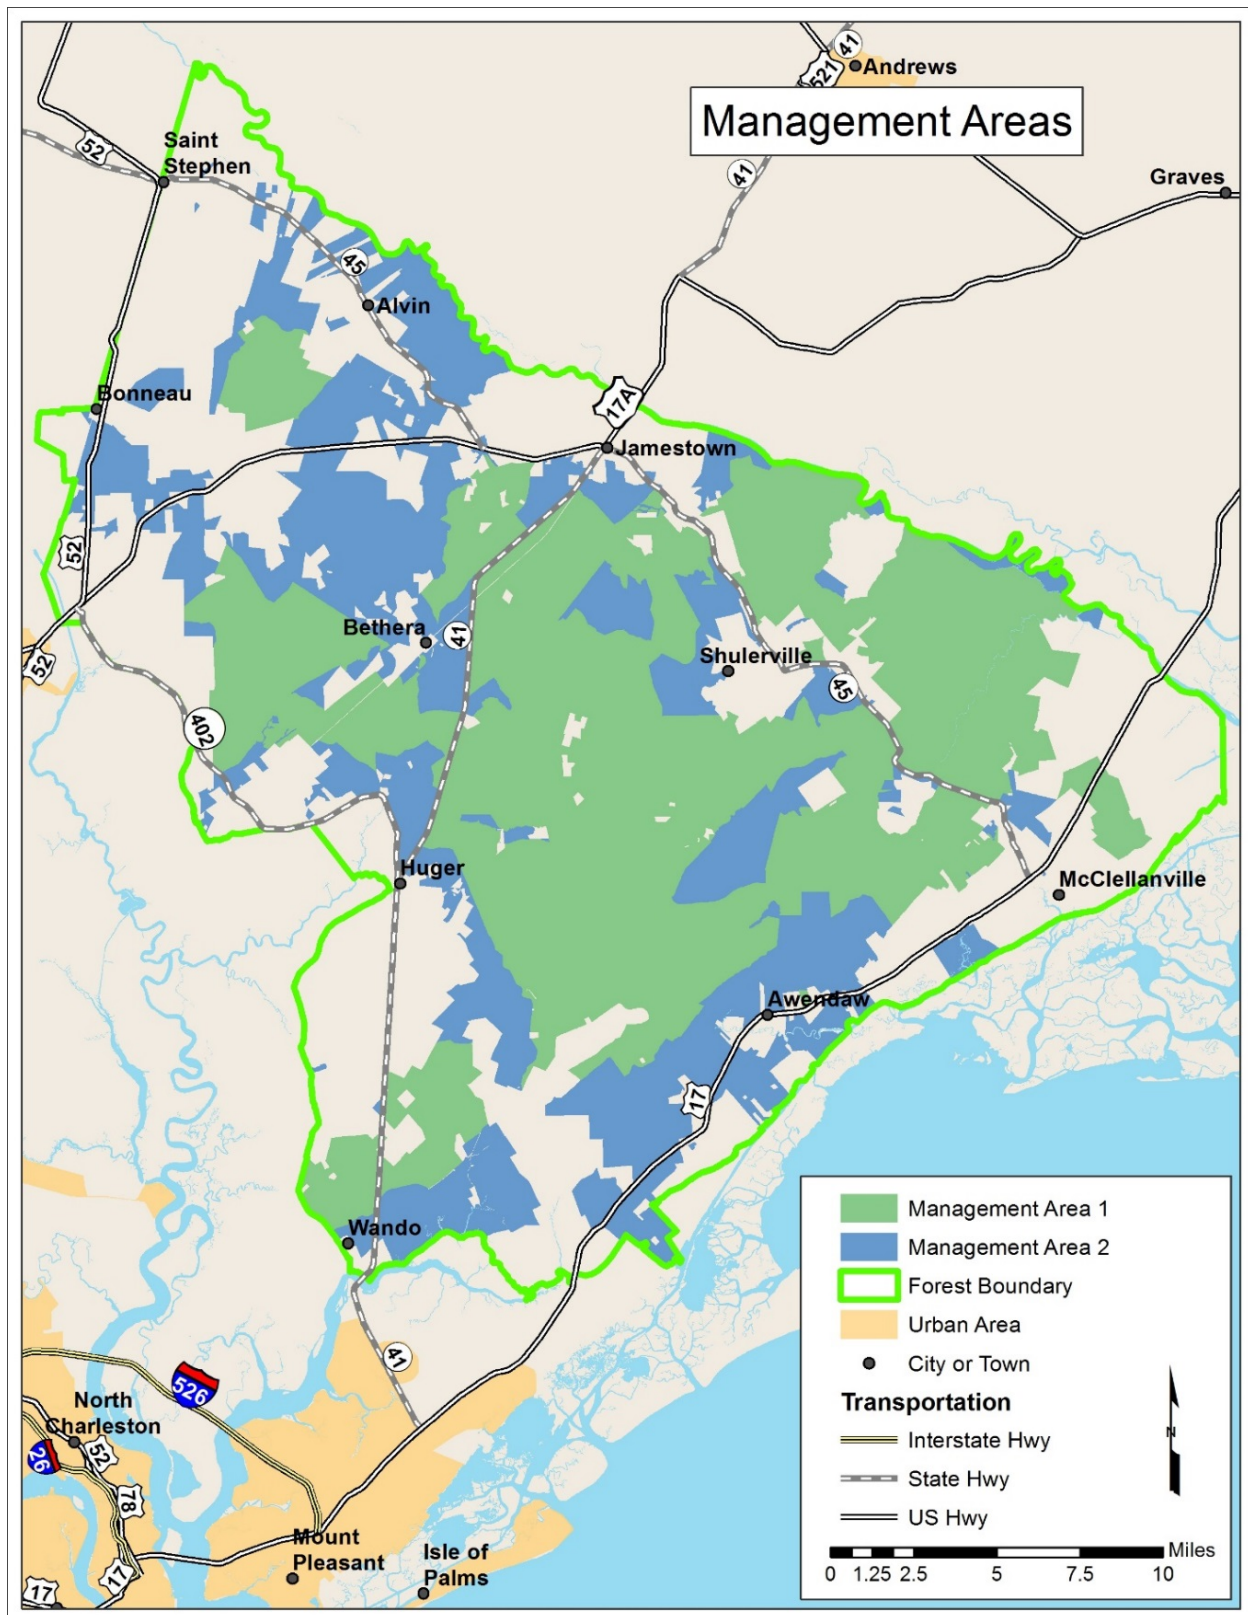 41
Andrews
521
Management Areas
52
Saint
Stephen
41
Graves
45
Alvin
Bonneau
17A
Jamestown
52
Bethera
41
Shulerville
52
45
402
Huger
McClellanville
Awendaw
17
Wando
Management Area 1
Management Area 2
Forest Boundary
Urban Area
City or Town
Transportation
Interstate Hwy
State Hwy
US Hwy
N
Miles
0 1.25 2.5 5 7.5 10
41
526
North
Charleston
52
26
78
Mount
Pleasant
Isle of
Palms
17
17